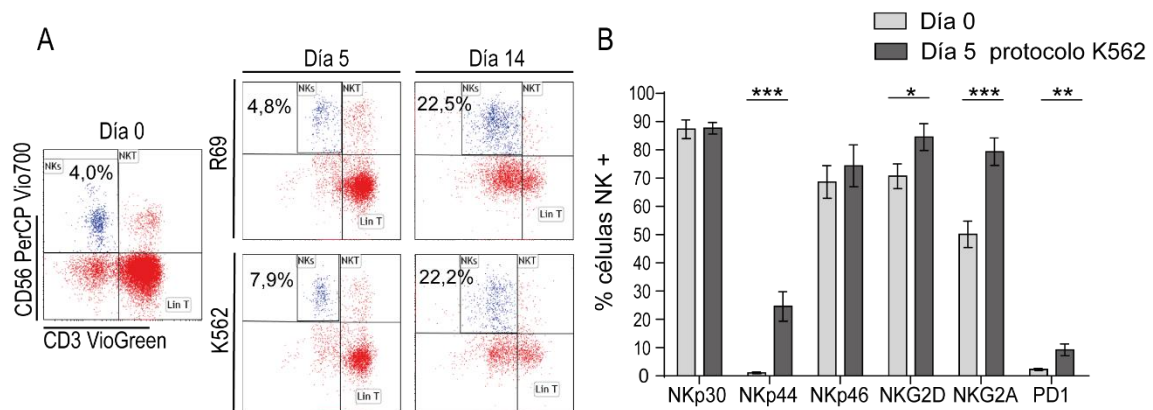 A
Día 0
NKs
NKT
4,0%
Lin T
CD56 PerCP Vio700
CD3 VioGreen
Día 5
Día 14
R69
NKs
NKT
4,8%
Lin T
NKs
NKT
22,5%
Lin T
K562
NKs
NKT
7,9%
Lin T
NKs
NKT
22,2%
Lin T
B
Día 0
Día 5 protocolo K562
% células NK +
100
90
80
70
60
50
40
30
20
10
0
*** * *** **
NKp30 NKp44 NKp46 NKG2D NKG2A PD1